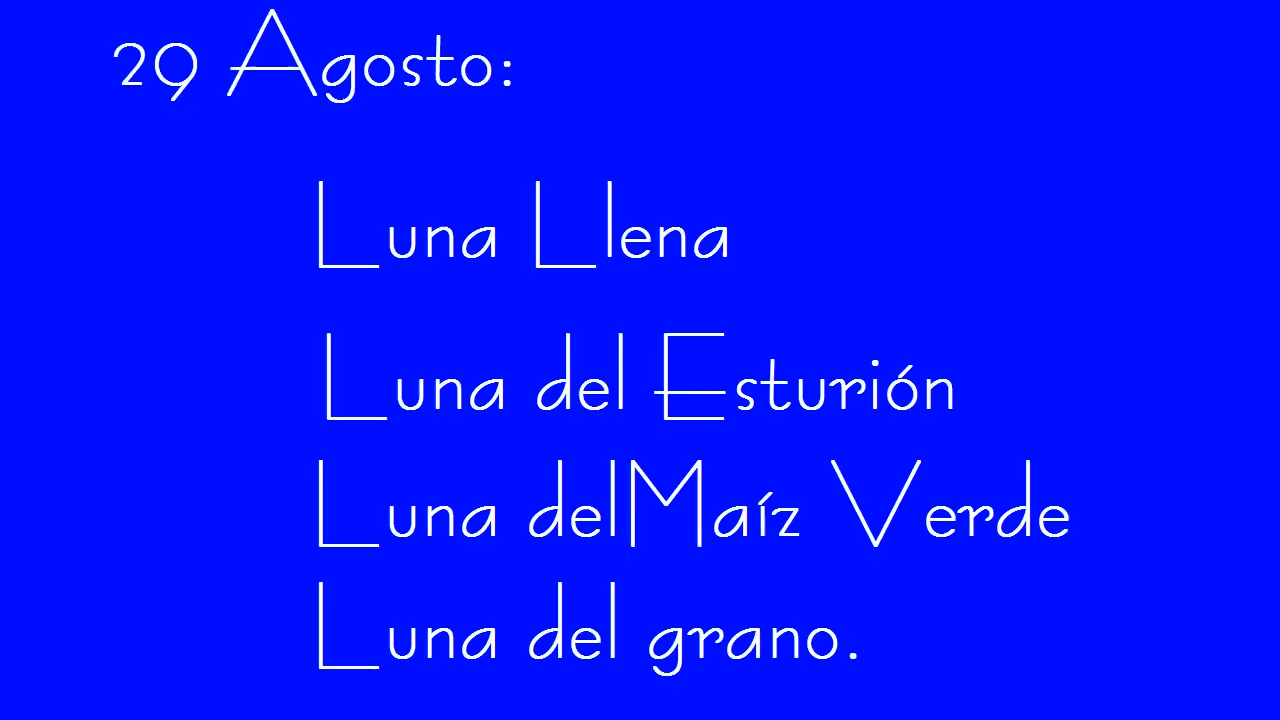 29 Agosto:
Luna Llena
Luna del Esturión
Luna delMaíz Verde
Luna del grano.